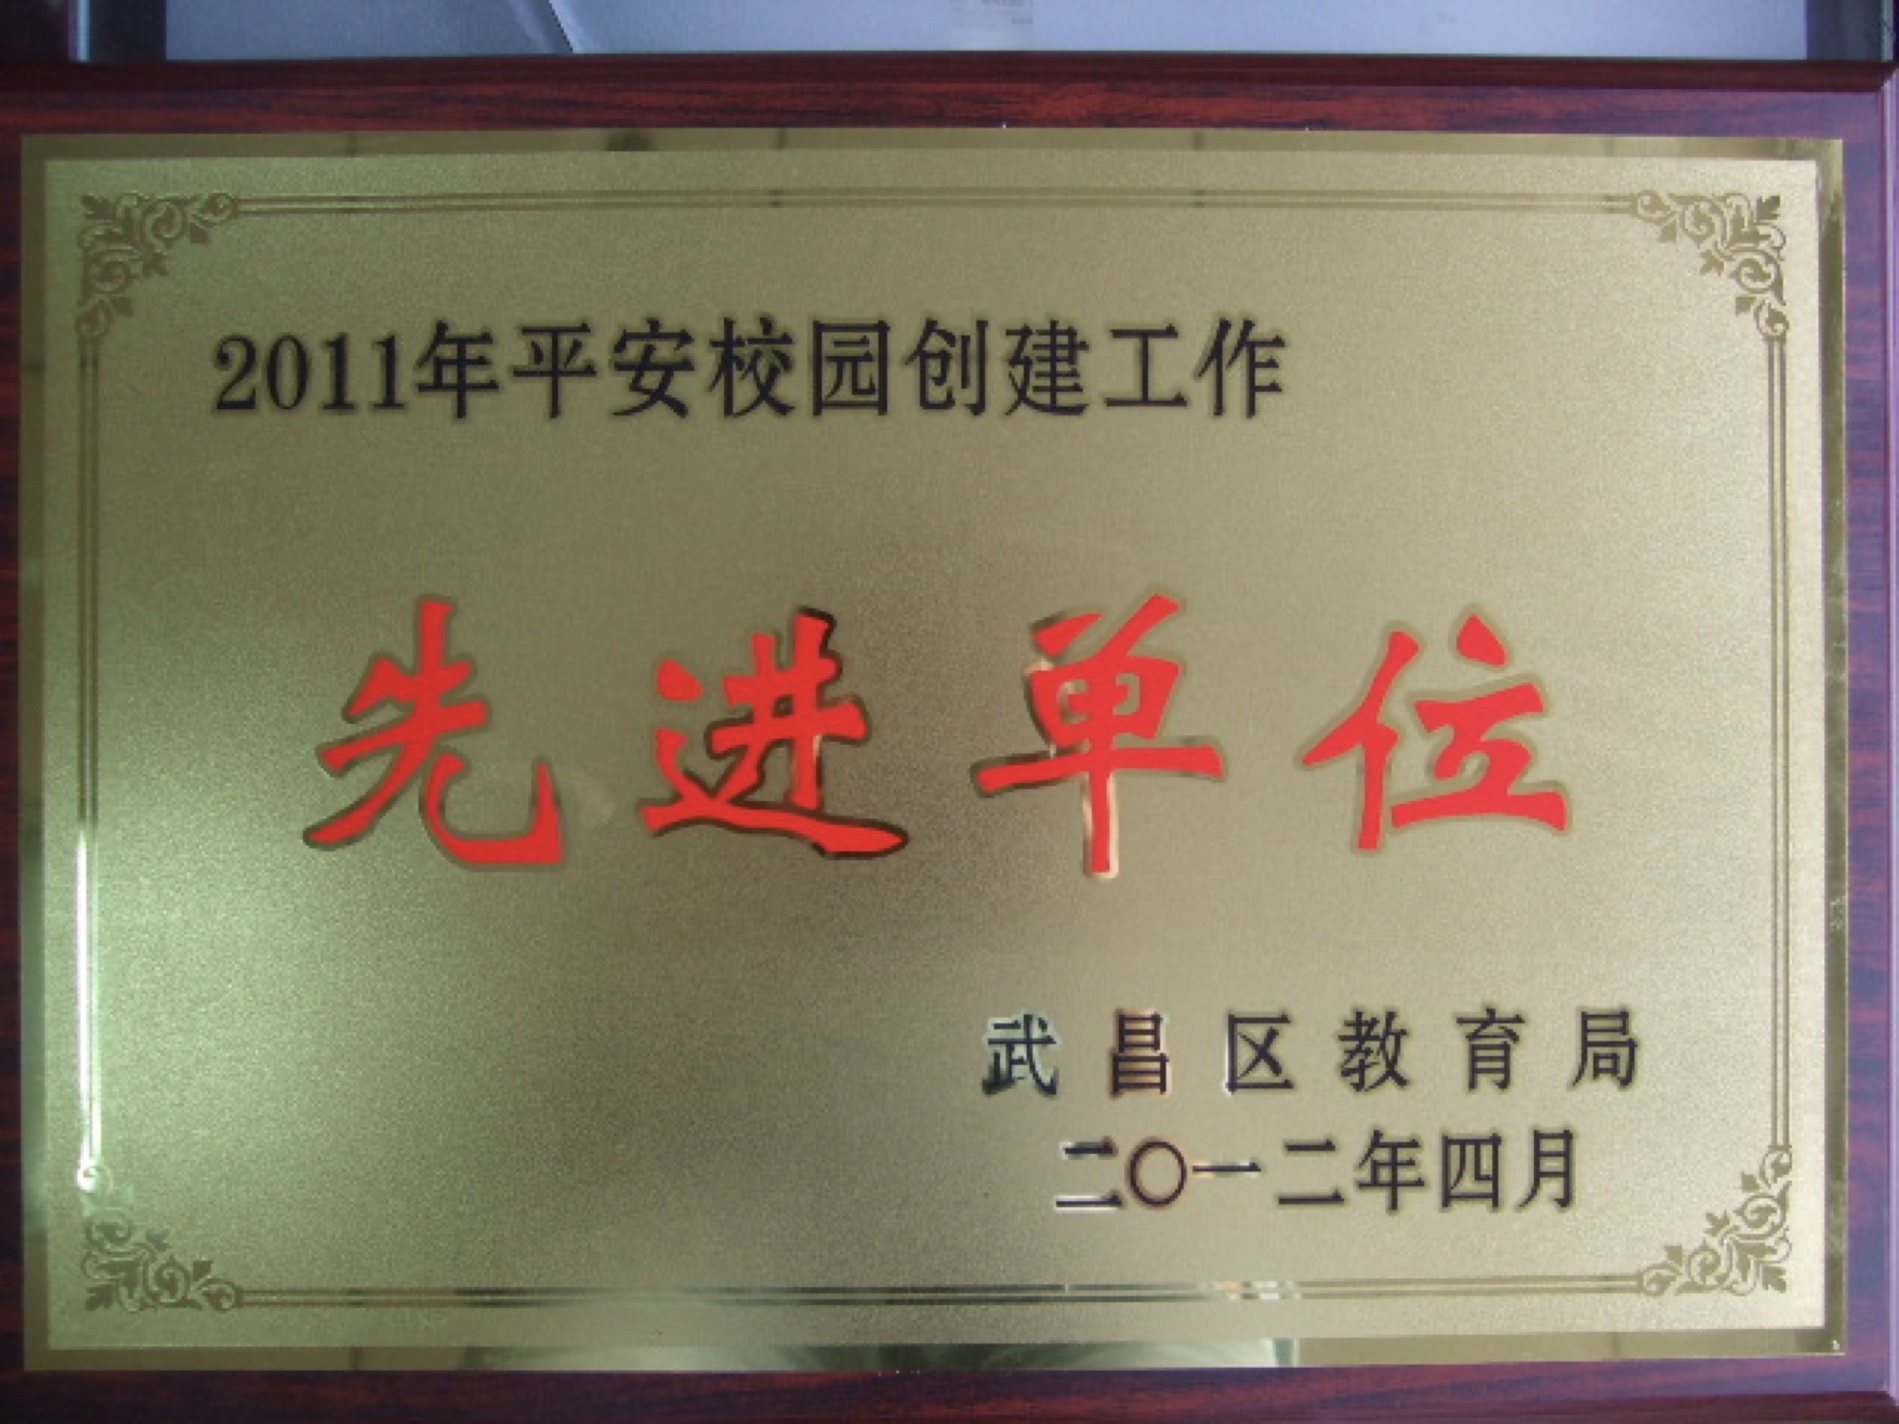 2011年平安校园创建工作
先进单位
武昌区教育局
二〇一二年四月